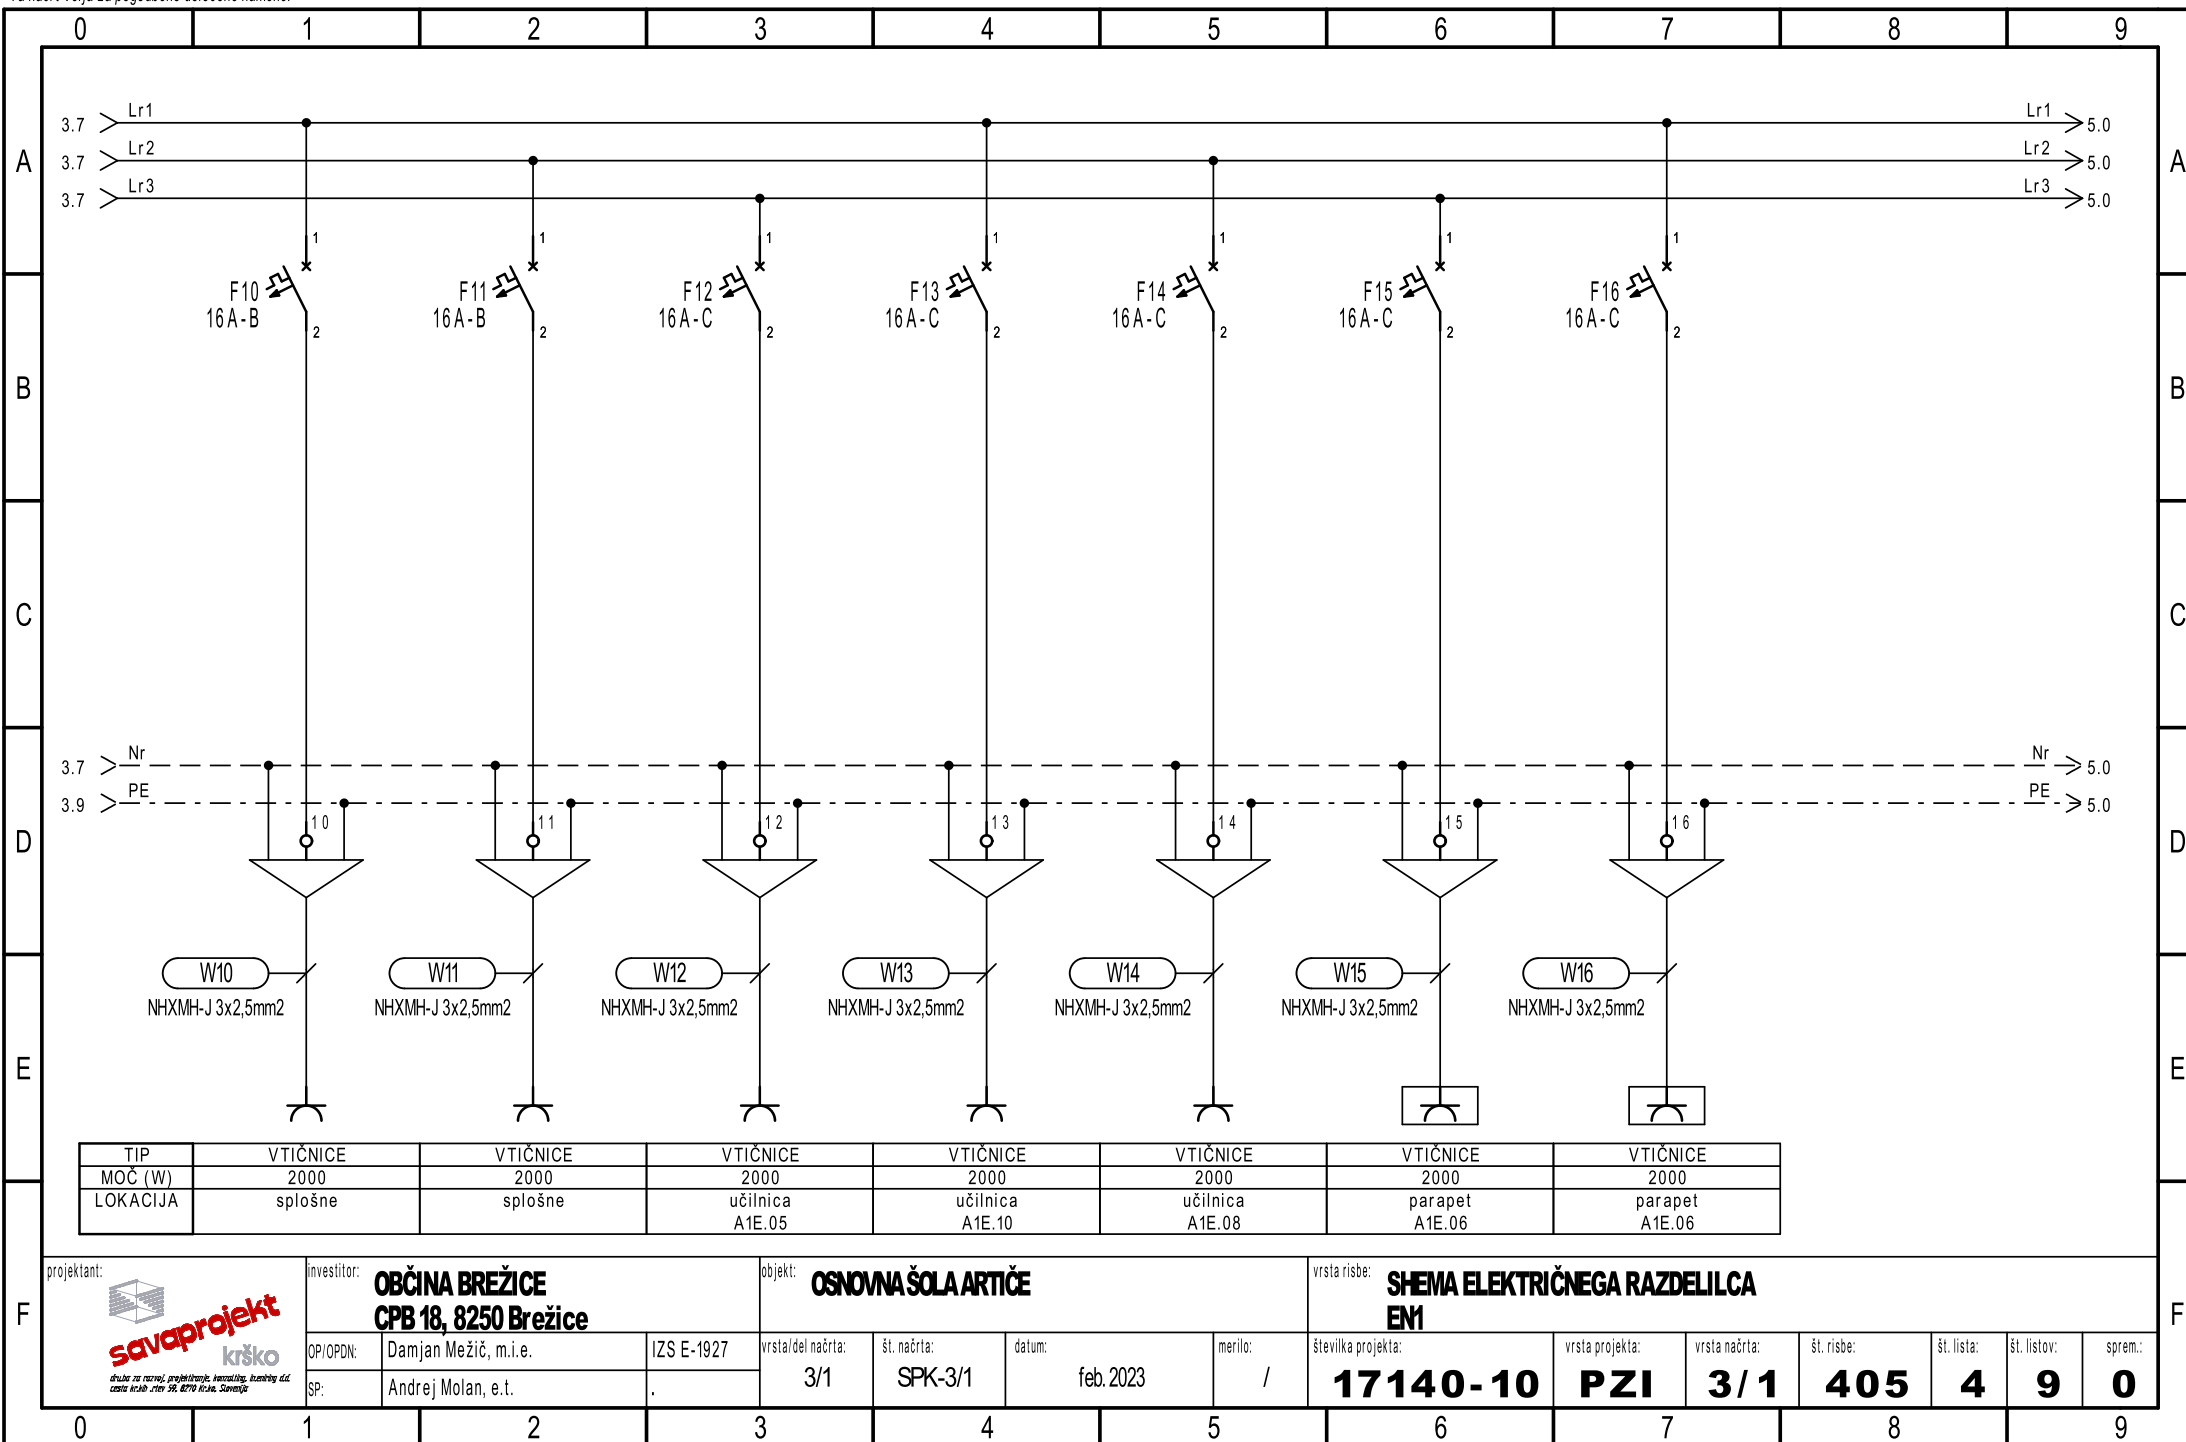 0 1 2 3 4 5 6 7 8 9
Lr1 Lr1
3.7 5.0
Lr2 Lr2
A 3.7 5.0 A
Lr3 Lr3
3.7 5.0
1 1 1 1 1 1 1
F10 F11 F12 F13 F14 F15 F16
16A-B 16A-B 16A-C 16A-C 16A-C 16A-C 16A-C
2 2 2 2 2 2 2
B B
C C
Nr Nr
3.7 5.0
PE PE
3.9 5.0
10 11 12 13 14 15 16
D D
W10 W11 W12 W13 W14 W15 W16
NHXMH-J 3x2,5mm2 NHXMH-J 3x2,5mm2 NHXMH-J 3x2,5mm2 NHXMH-J 3x2,5mm2 NHXMH-J 3x2,5mm2 NHXMH-J 3x2,5mm2 NHXMH-J 3x2,5mm2
E E
TIP VTIČNICE VTIČNICE VTIČNICE VTIČNICE VTIČNICE VTIČNICE VTIČNICE
MOČ (W) 2000 2000 2000 2000 2000 2000 2000
LOKACIJA splošne splošne učilnica učilnica učilnica parapet parapet
A1E.05 A1E.10 A1E.08 A1E.06 A1E.06
projektant: investitor: OBČINA BREŽICE objekt: OSNOVNA ŠOLA ARTIČE vrsta risbe: SHEMA ELEKTRIČNEGA RAZDELILCA
F CPB 18, 8250 Brežice EN1 F
savaprojekt
krško
OP/OPDN: Damjan Mežič, m.i.e. IZS E-1927 vrsta/del načrta: št. načrta: datum: merilo: številka projekta: vrsta projekta: vrsta načrta: št. risbe: št. lista: št. listov: sprem.:
SP: Andrej Molan, e.t. . 3/1 SPK-3/1 feb. 2023 / 17140-10 PZI 3/1 405 4 9 0
0 1 2 3 4 5 6 7 8 9